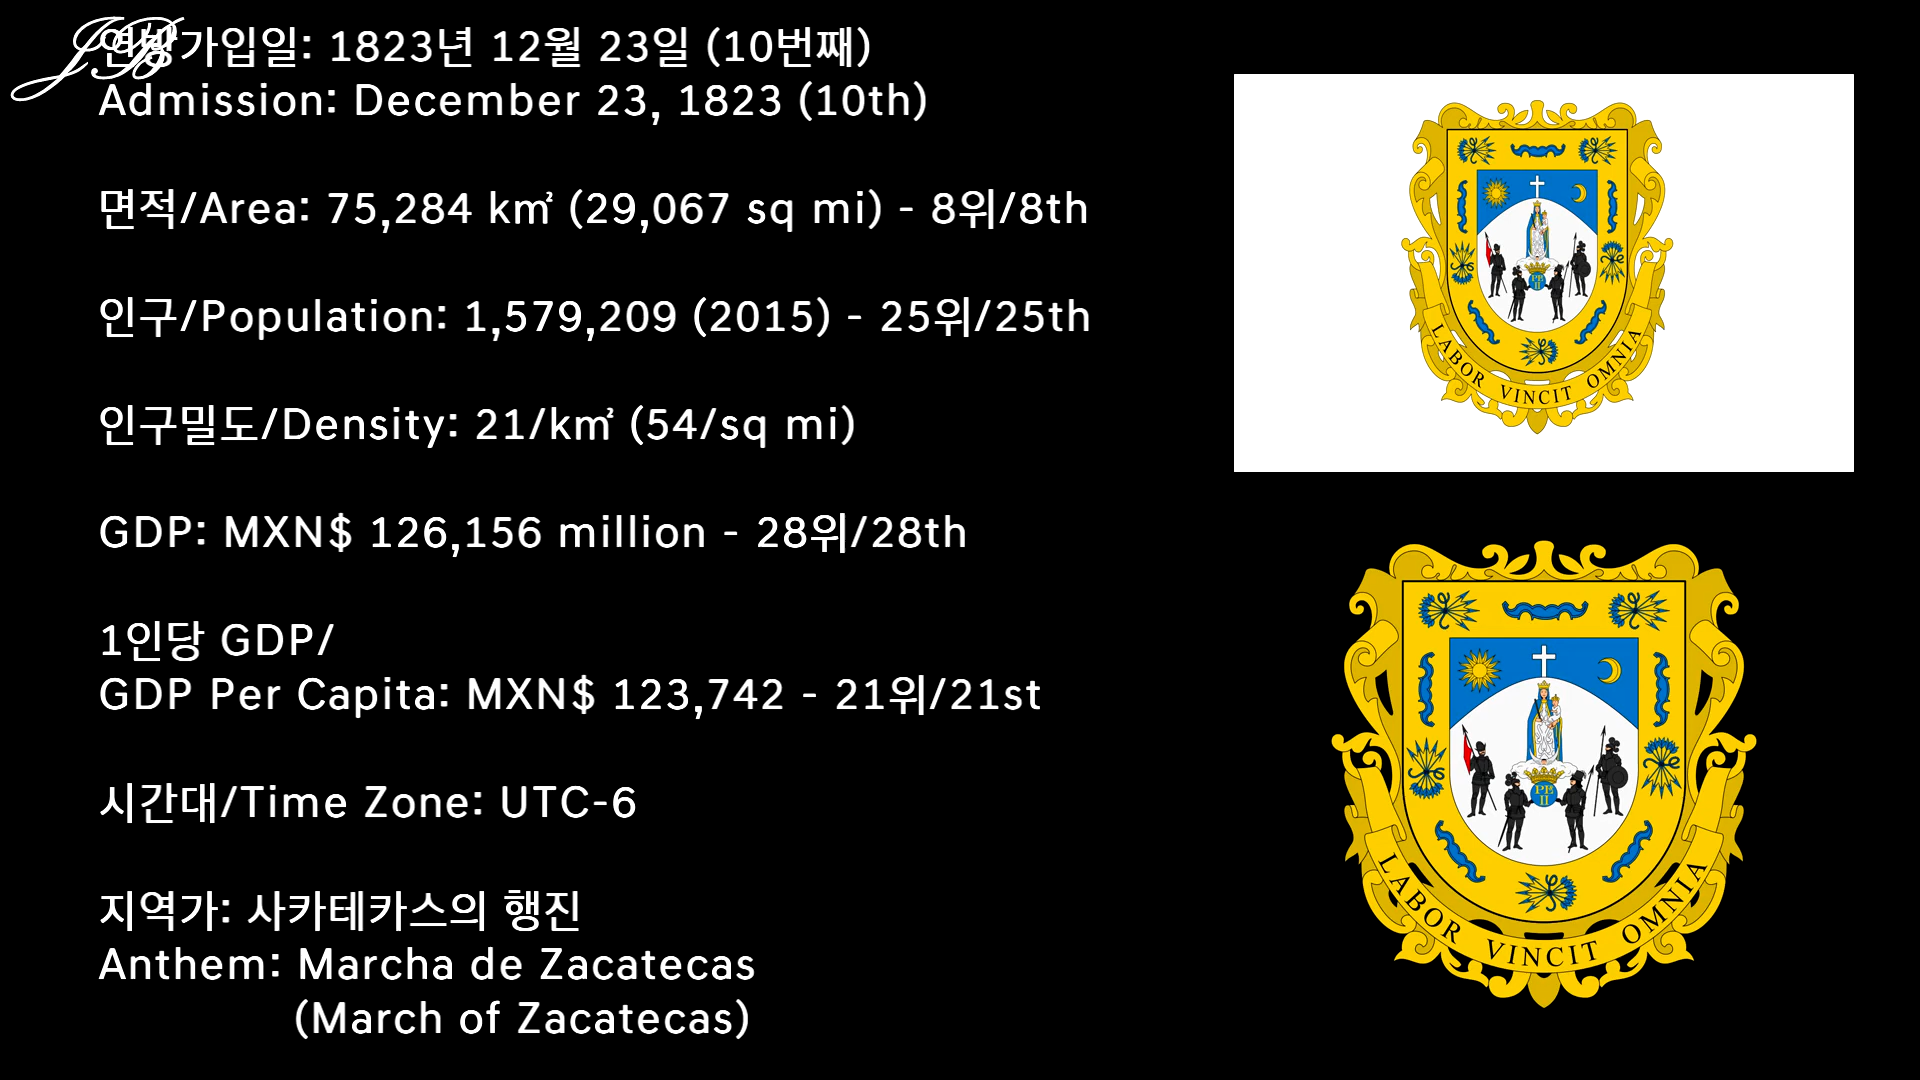 JB
연방가입일: 1823년 12월 23일 (10번째)
Admission: December 23, 1823 (10th)
면적/Area: 75,284 ㎢ (29,067 sq mi) - 8위/8th
인구/Population: 1,579,209 (2015) - 25위/25th
인구밀도/Density: 21/㎢ (54/sq mi)
GDP: MXN$ 126,156 million - 28위/28th
1인당 GDP/
GDP Per Capita: MXN$ 123,742 - 21위/21st
시간대/Time Zone: UTC-6
지역가: 사카테카스의 행진
Anthem: Marcha de Zacatecas
(March of Zacatecas)
LABOR VINCIT OMNIA
II
LABOR VINCIT OMNIA